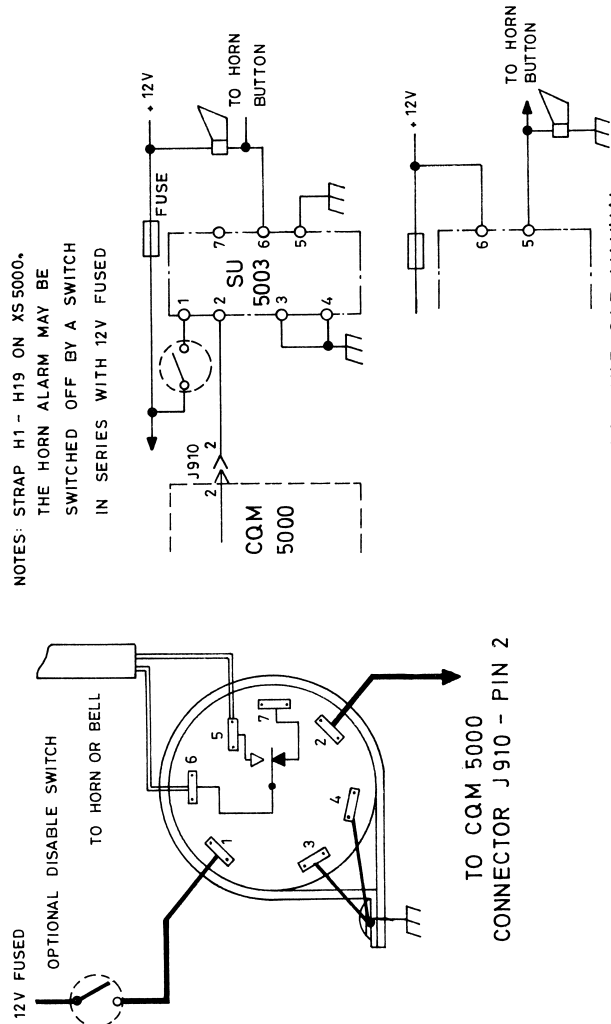 NOTES: STRAP H1 - H19 ON XS 5000.
THE HORN ALARM MAY BE
SWITCHED OFF BY A SWITCH
IN SERIES WITH 12V FUSED
+ 12V
FUSE
TO HORN
BUTTON
1
2
3
4
7
6
5
SU
5003
J910
2
2
CQM
5000
+ 12V
TO HORN
BUTTON
6
5
12V FUSED
OPTIONAL DISABLE SWITCH
TO HORN OR BELL
1
6
5
7
2
4
3
TO CQM 5000
CONNECTOR J 910 - PIN 2